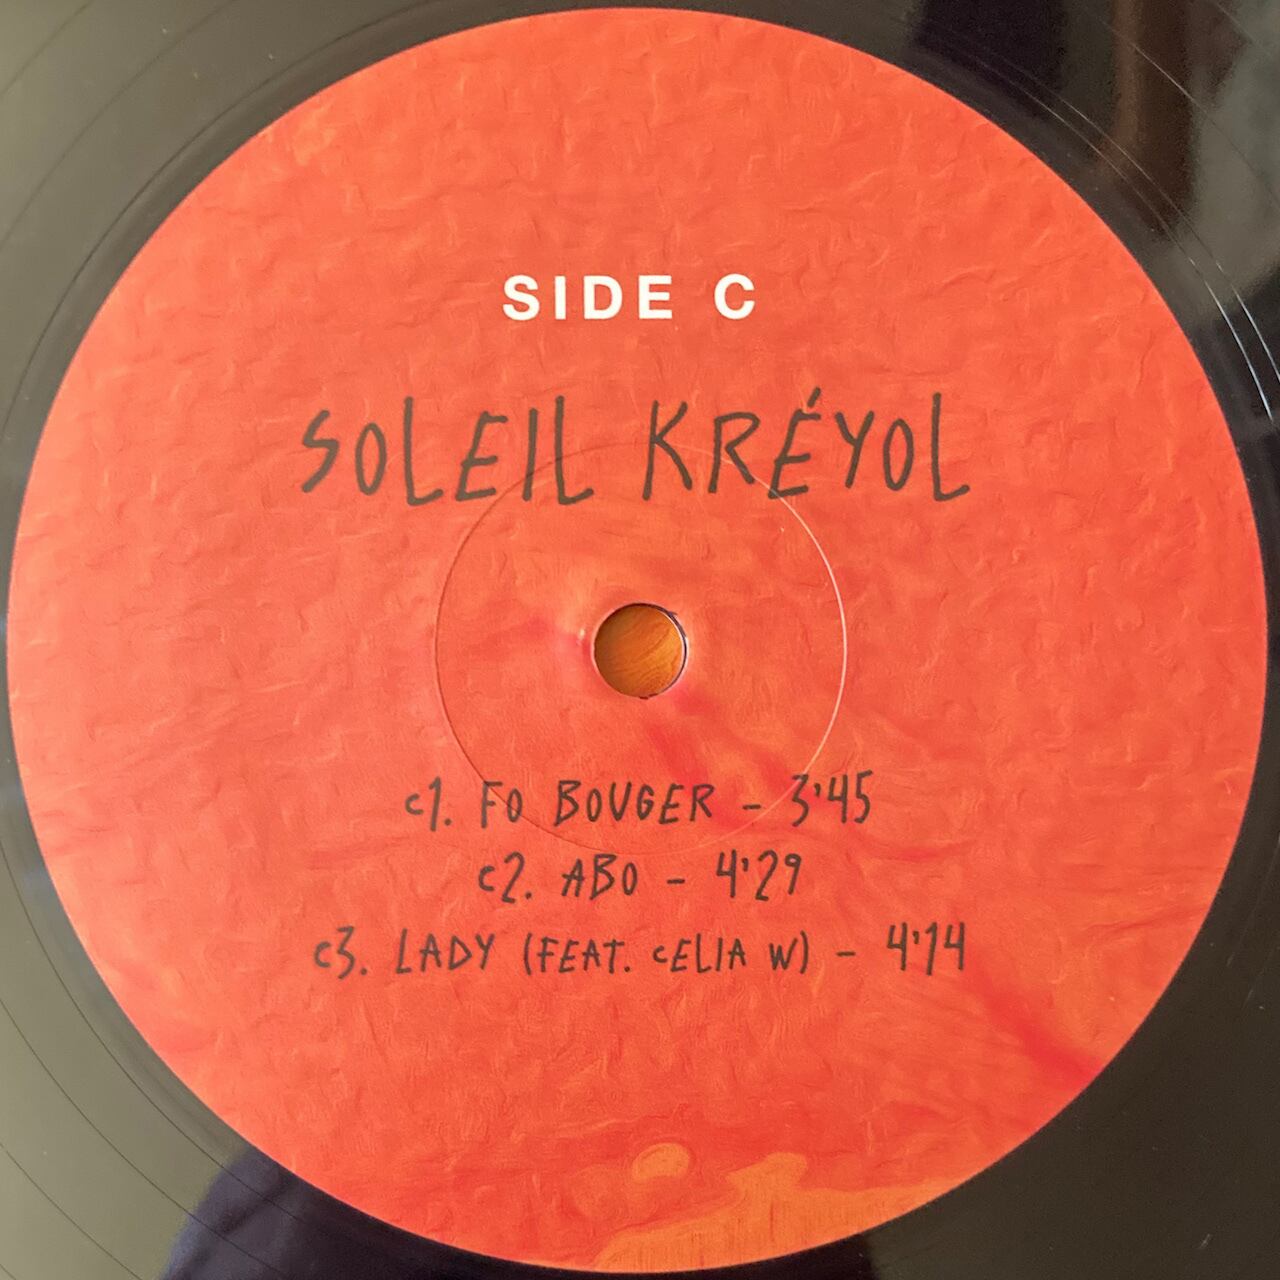 SIDE C
SOLEIL KRÉYOL
c1. FO BOUGER - 3'45
c2. ABO - 4'29
c3. LADY (FEAT. CELIA W) - 4'14